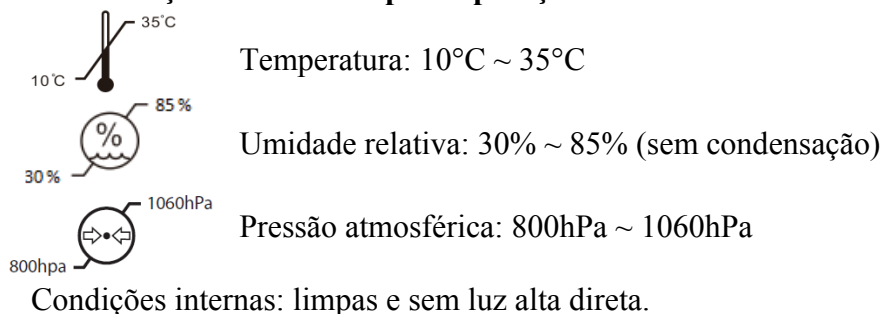 35°C
10°C
Temperatura: 10°C ~ 35°C
85%
%
30%
Umidade relativa: 30% ~ 85% (sem condensação)
1060hPa
800hpa
Pressão atmosférica: 800hPa ~ 1060hPa
Condições internas: limpas e sem luz alta direta.